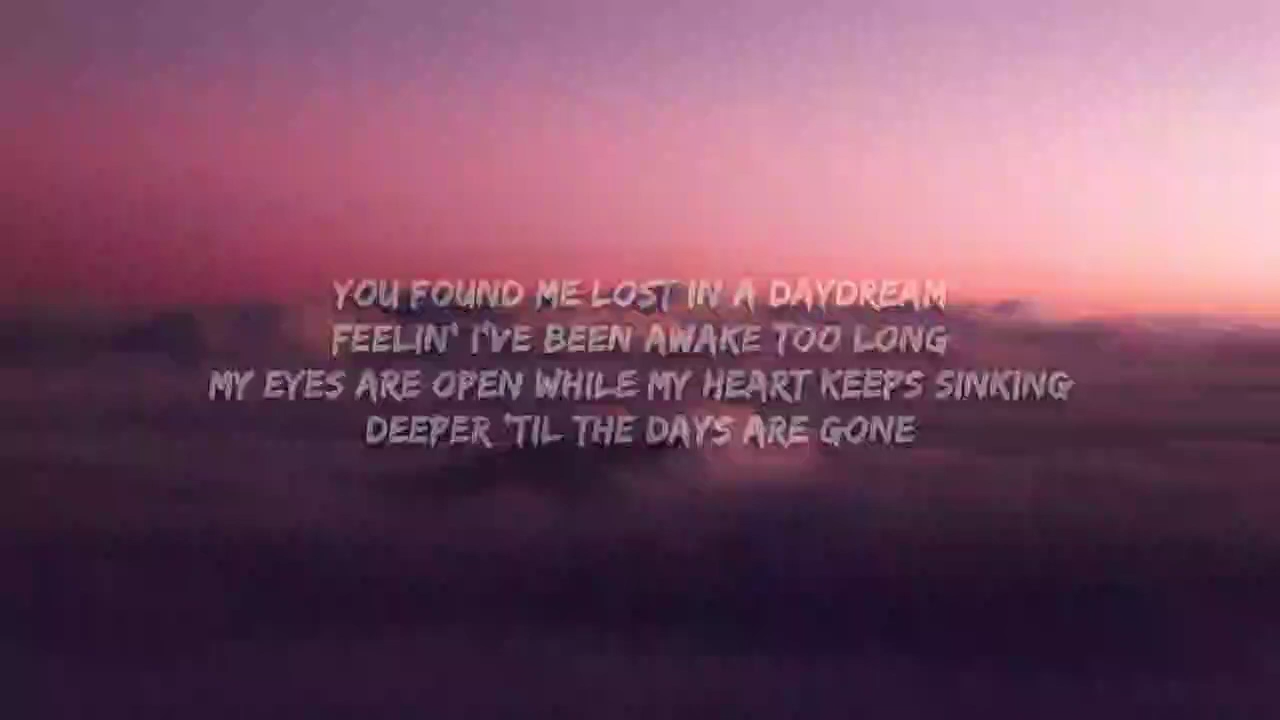 YOU FOUND ME LOST IN A DAYDREAM
FEELIN' I'VE BEEN AWAKE TOO LONG
MY EYES ARE OPEN WHILE MY HEART KEEPS SINKING
DEEPER 'TIL THE DAYS ARE GONE